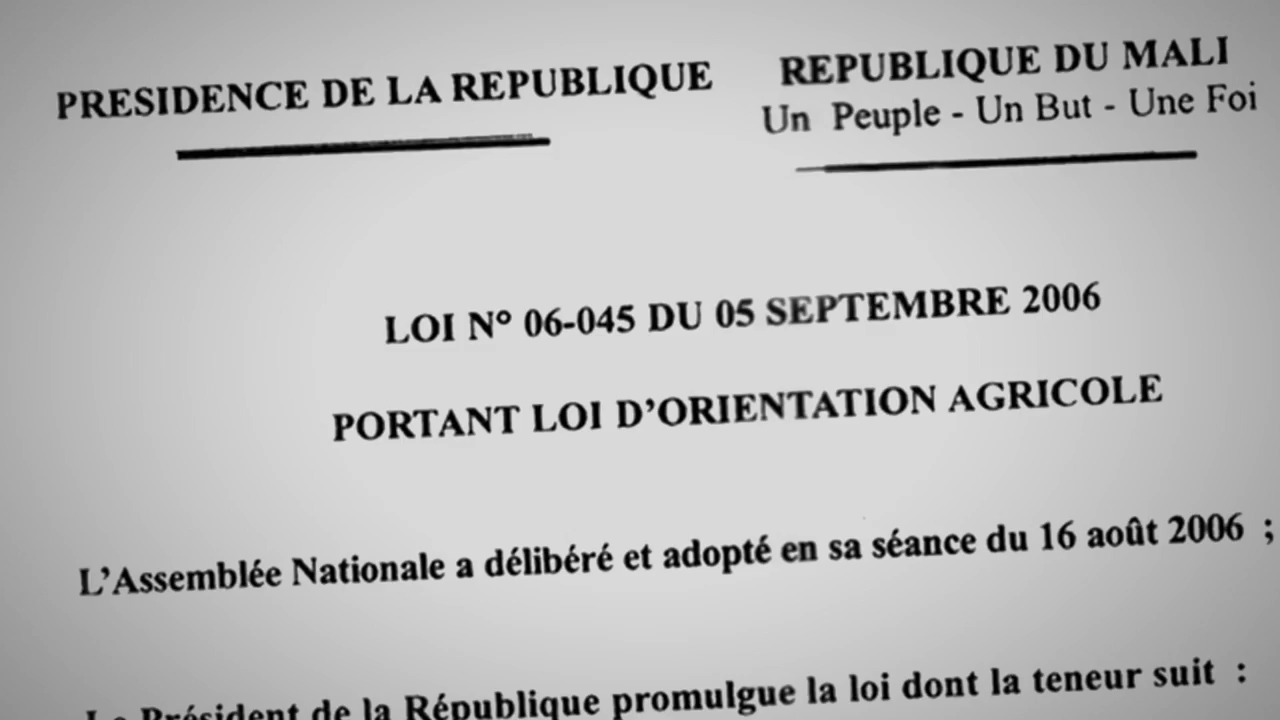 PRESIDENCE DE LA REPUBLIQUE
REPUBLIQUE DU MALI
Un Peuple - Un But - Une Foi
LOI N° 06-045 DU 05 SEPTEMBRE 2006
PORTANT LOI D'ORIENTATION AGRICOLE
L'Assemblée Nationale a délibéré et adopté en sa séance du 16 août 2006 ;
Le Président de la République promulgue la loi dont la teneur suit :